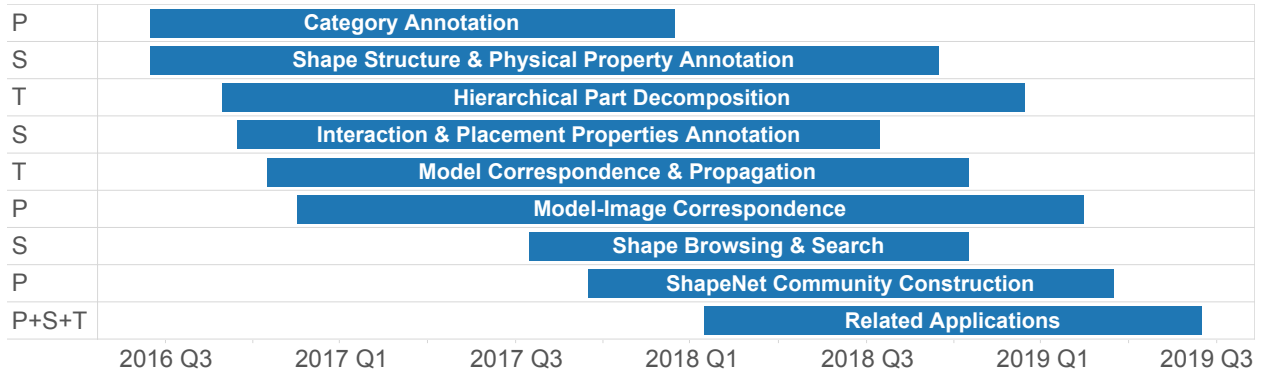 P Category Annotation
S Shape Structure & Physical Property Annotation
T Hierarchical Part Decomposition
S Interaction & Placement Properties Annotation
T Model Correspondence & Propagation
P Model-Image Correspondence
S Shape Browsing & Search
P ShapeNet Community Construction
P+S+T Related Applications
2016 Q3 2017 Q1 2017 Q3 2018 Q1 2018 Q3 2019 Q1 2019 Q3